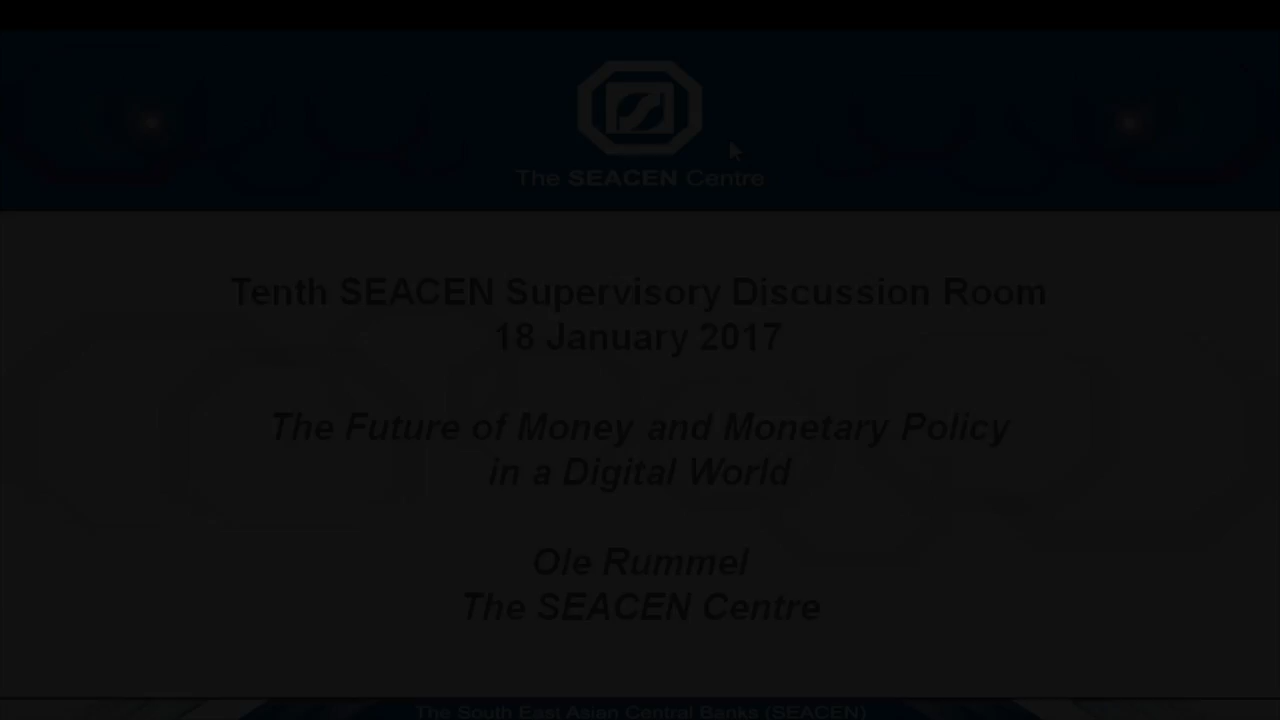 The SEACEN Centre
Tenth SEACEN Supervisory Discussion Room
18 January 2017
The Future of Money and Monetary Policy
in a Digital World
Ole Rummel
The SEACEN Centre
The South East Asian Central Banks (SEACEN)